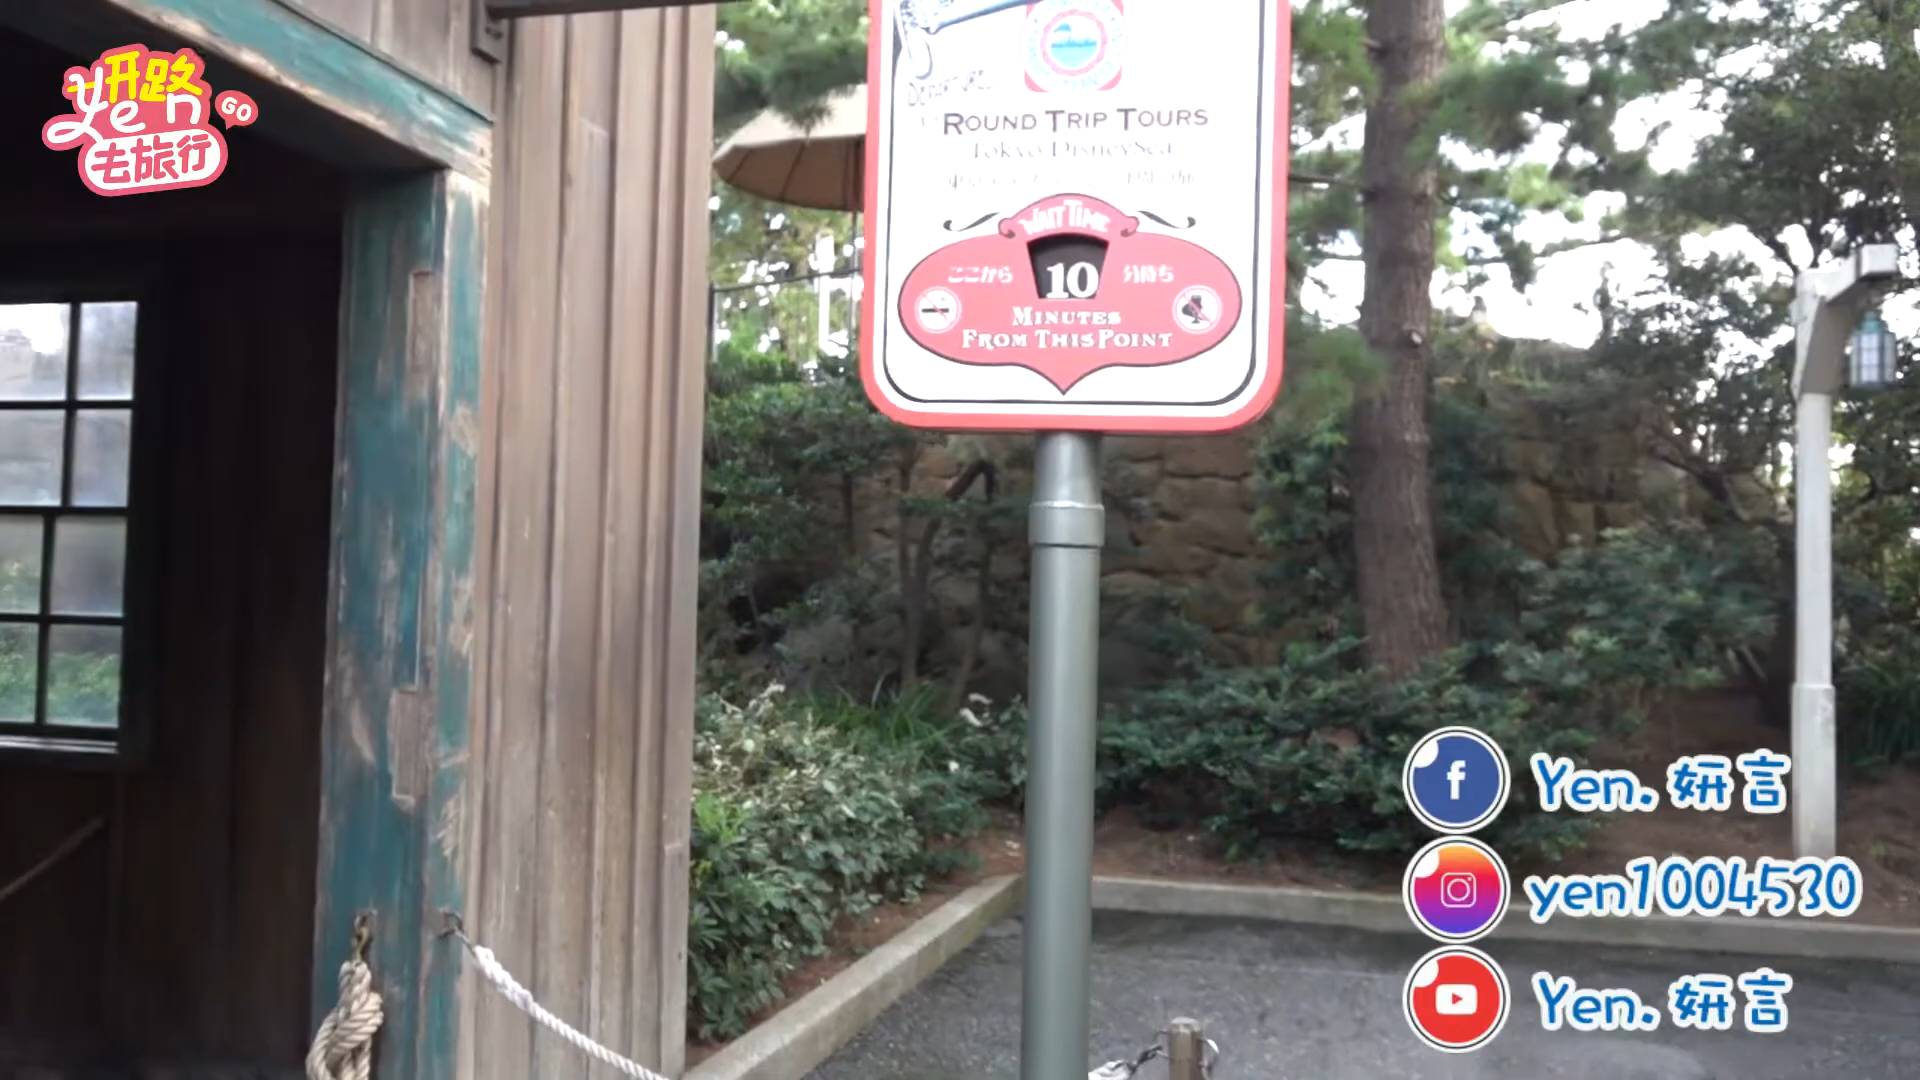 开路
Yen GO
去旅行
DEPARTURE
ROUND TRIP TOURS
Tokyo DisneySea
WAIT TIME
ここから 10 分待ち
MINUTES
FROM THIS POINT
Yen.妍言
yen1004530
Yen.妍言